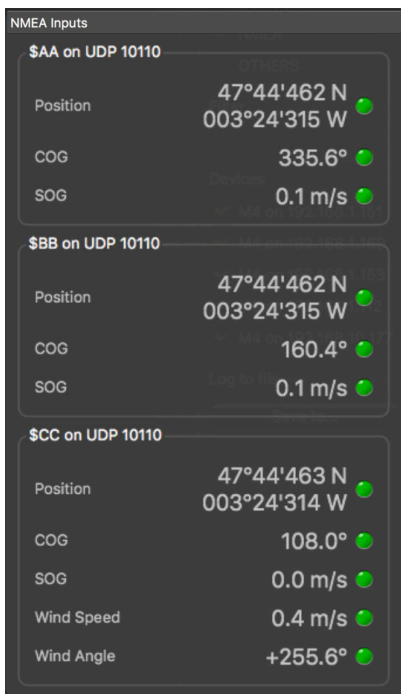 NMEA Inputs
$AA on UDP 10110
OTHERS
Position 47°44'462 N
003°24'315 W
COG 335.6°
Devices
SOG 0.1 m/s
$BB on UDP 10110
Position 47°44'462 N
003°24'315 W
COG 160.4°
SOG 0.1 m/s
$CC on UDP 10110
Position 47°44'463 N
003°24'314 W
COG 108.0°
SOG 0.0 m/s
Wind Speed 0.4 m/s
Wind Angle +255.6°